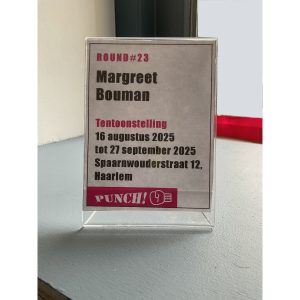 ROUND#23
Margreet
Bouman
Tentoonstelling
16 augustus 2025
tot 27 september 2025
Spaarnwouderstraat 12,
Haarlem
PUNCH!